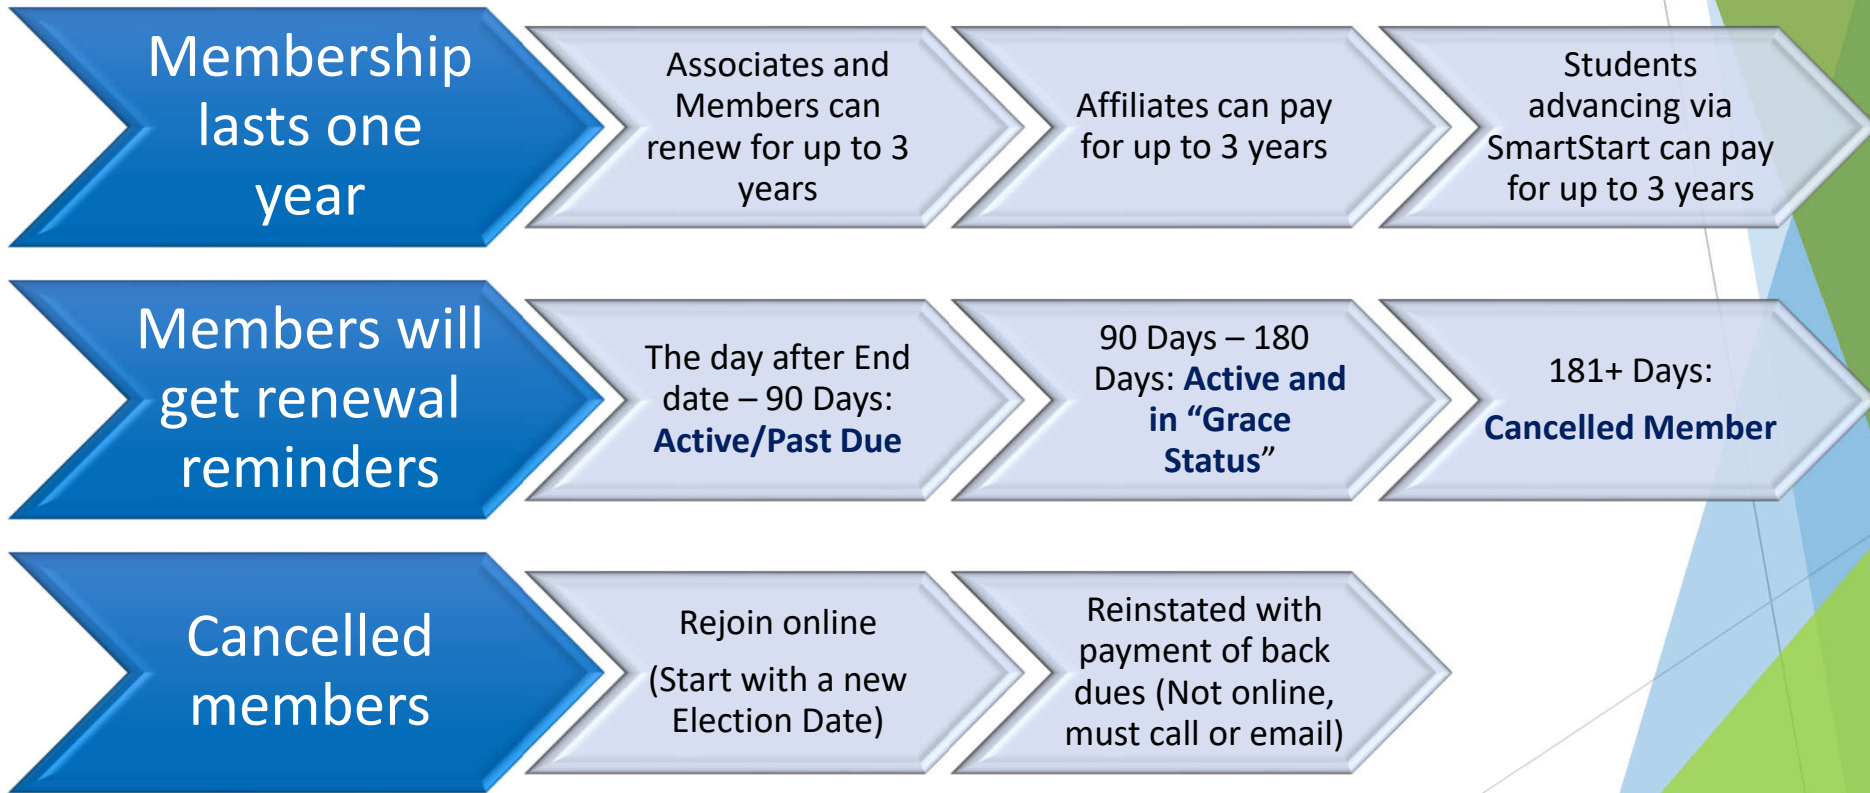 Membership
lasts one
year
Associates and
Members can
renew for up to 3
years
Affiliates can pay
for up to 3 years
Students
advancing via
SmartStart can pay
for up to 3 years
Members will
get renewal
reminders
The day after End
date – 90 Days:
Active/Past Due
90 Days – 180
Days: Active and
in “Grace
Status”
181+ Days:
Cancelled Member
Cancelled
members
Rejoin online
(Start with a new
Election Date)
Reinstated with
payment of back
dues (Not online,
must call or email)